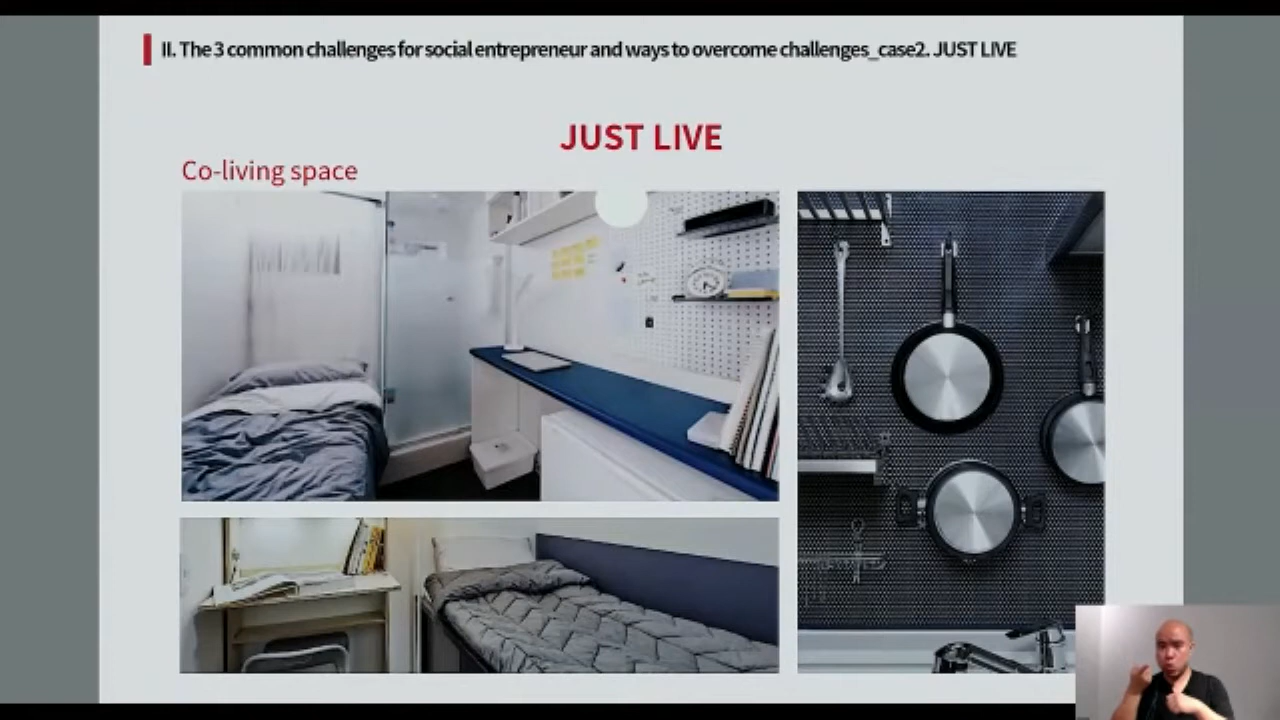 II. The 3 common challenges for social entrepreneur and ways to overcome challenges_case2. JUST LIVE
JUST LIVE
Co-living space